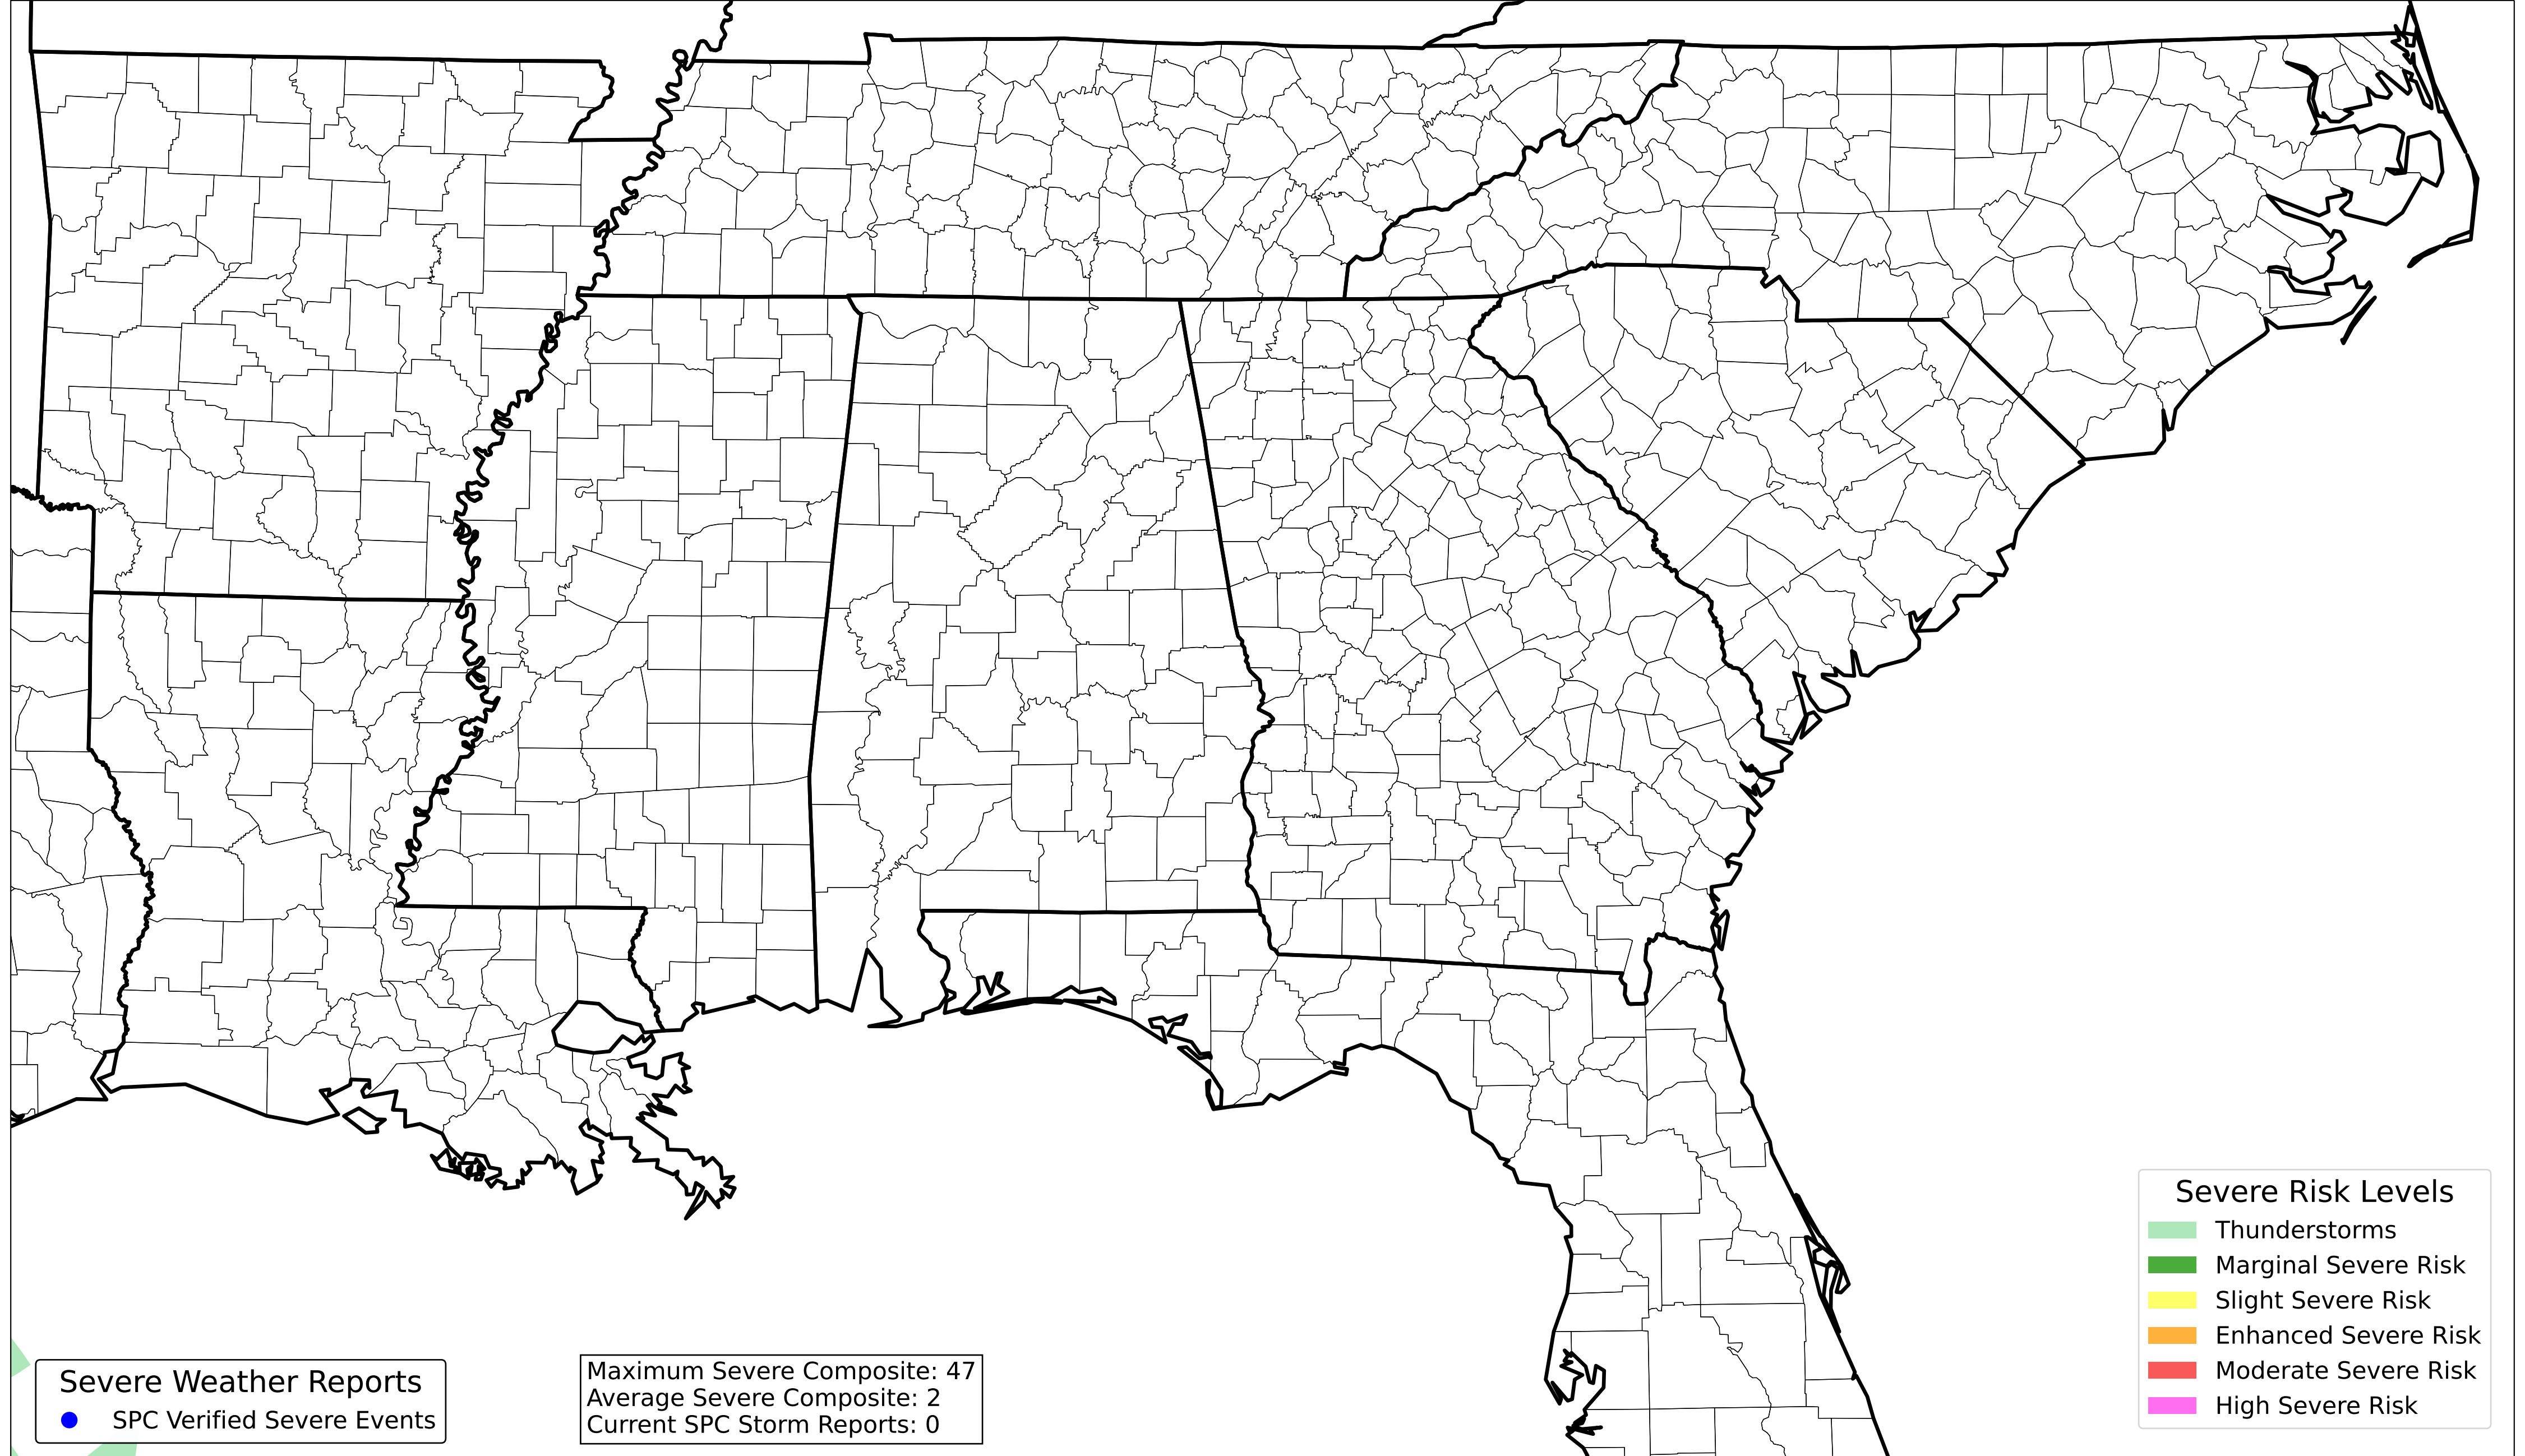 Severe Weather Reports
SPC Verified Severe Events
Maximum Severe Composite: 47
Average Severe Composite: 2
Current SPC Storm Reports: 0
Severe Risk Levels
Thunderstorms
Marginal Severe Risk
Slight Severe Risk
Enhanced Severe Risk
Moderate Severe Risk
High Severe Risk